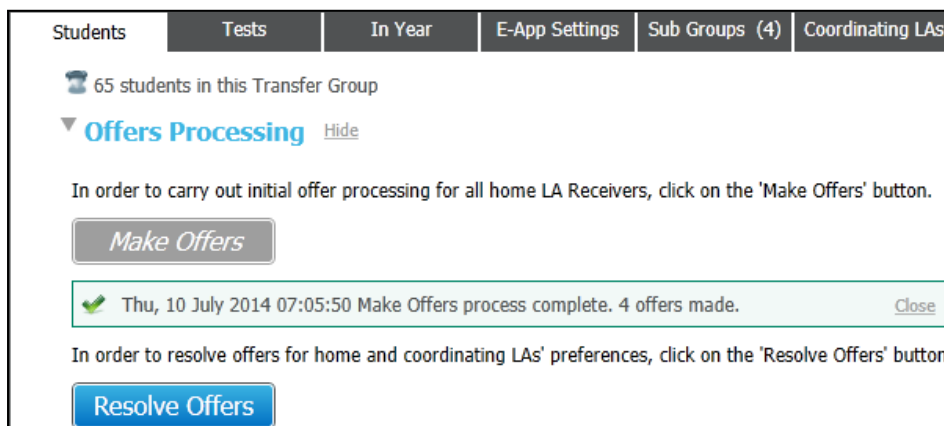 Students Tests In Year E-App Settings Sub Groups (4) Coordinating LAs
65 students in this Transfer Group
Offers Processing Hide
In order to carry out initial offer processing for all home LA Receivers, click on the 'Make Offers' button.
Make Offers
Thu, 10 July 2014 07:05:50 Make Offers process complete. 4 offers made. Close
In order to resolve offers for home and coordinating LAs' preferences, click on the 'Resolve Offers' button
Resolve Offers